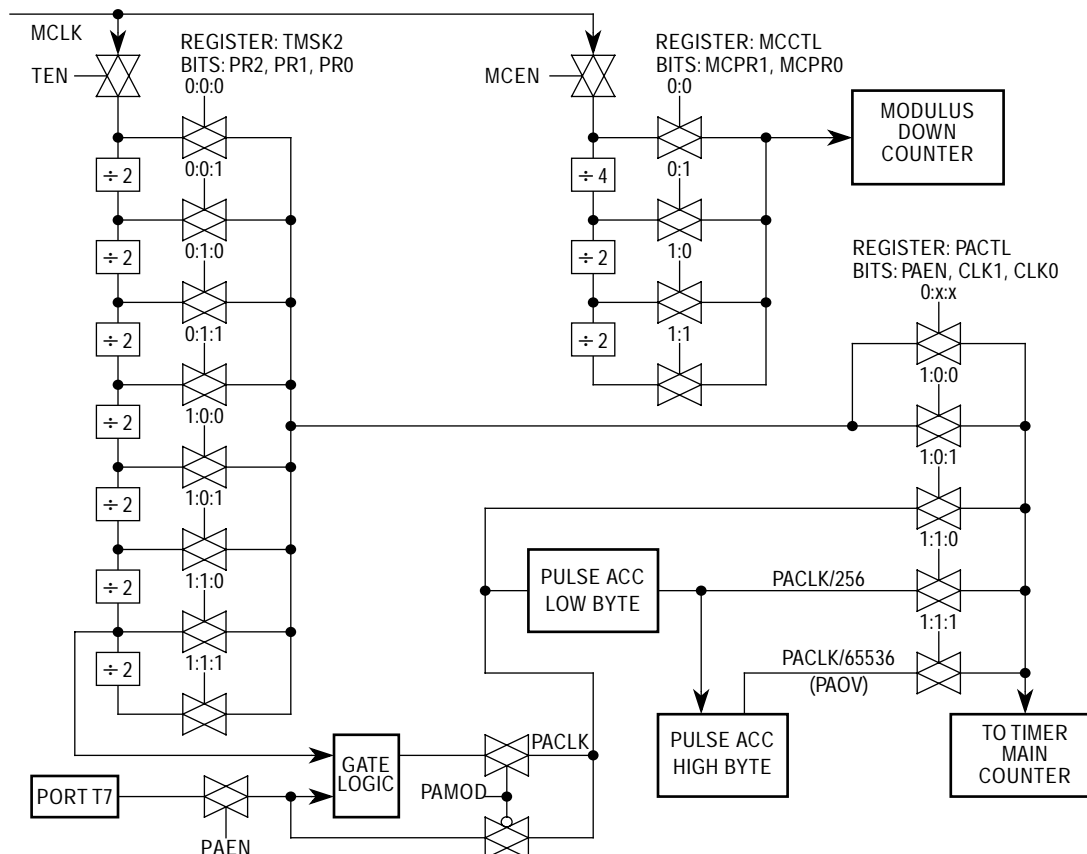 MCLK
TEN
REGISTER: TMSK2
BITS: PR2, PR1, PR0
0:0:0
0:0:1
0:1:0
0:1:1
1:0:0
1:0:1
1:1:0
1:1:1
÷ 2
÷ 2
÷ 2
÷ 2
÷ 2
÷ 2
÷ 2
MCEN
REGISTER: MCCTL
BITS: MCPR1, MCPR0
0:0
0:1
1:0
1:1
÷ 4
÷ 2
÷ 2
MODULUS
DOWN
COUNTER
REGISTER: PACTL
BITS: PAEN, CLK1, CLK0
0:x:x
1:0:0
1:0:1
1:1:0
1:1:1
PULSE ACC
LOW BYTE
PACLK/256
PACLK/65536
(PAOV)
PULSE ACC
HIGH BYTE
TO TIMER
MAIN
COUNTER
PORT T7
PAEN
GATE
LOGIC
PACLK
PAMOD